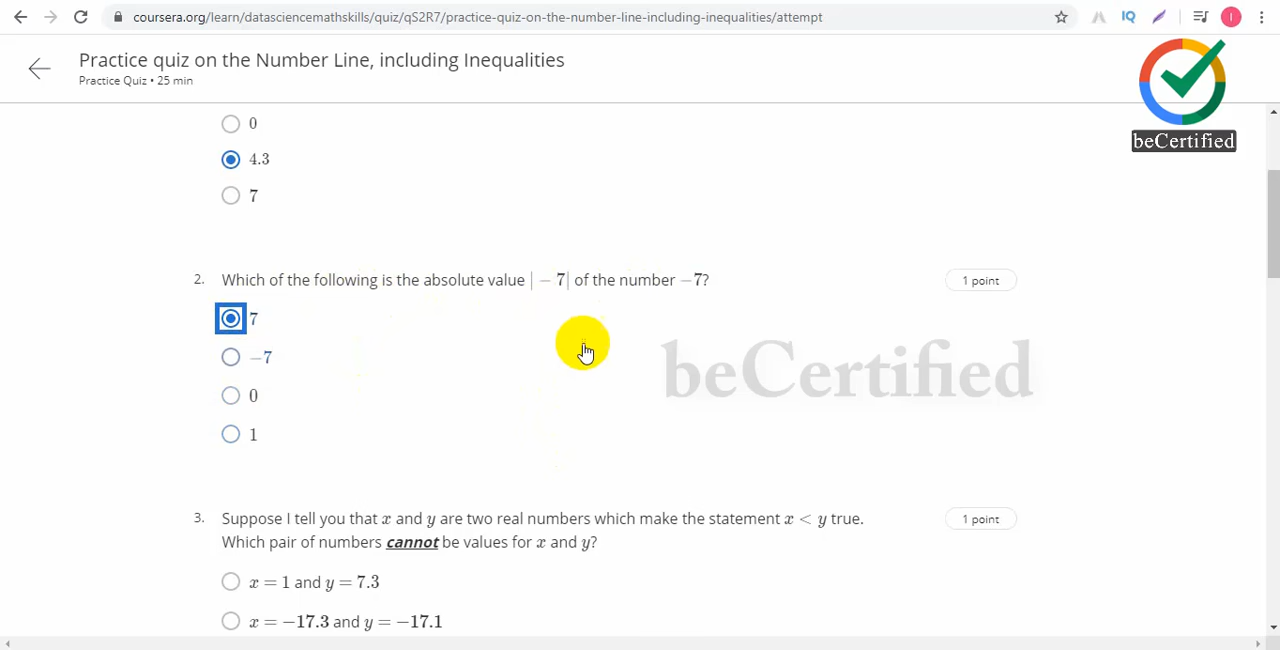 coursera.org/learn/datasciencemathskills/quiz/qS2R7/practice-quiz-on-the-number-line-including-inequalities/attempt
IQ
I
Practice quiz on the Number Line, including Inequalities
Practice Quiz • 25 min
beCertified
0
4.3
7
2. Which of the following is the absolute value | − 7| of the number −7?
1 point
7
−7
beCertified
0
1
3. Suppose I tell you that x and y are two real numbers which make the statement x < y true.
1 point
Which pair of numbers cannot be values for x and y?
x = 1 and y = 7.3
x = −17.3 and y = −17.1